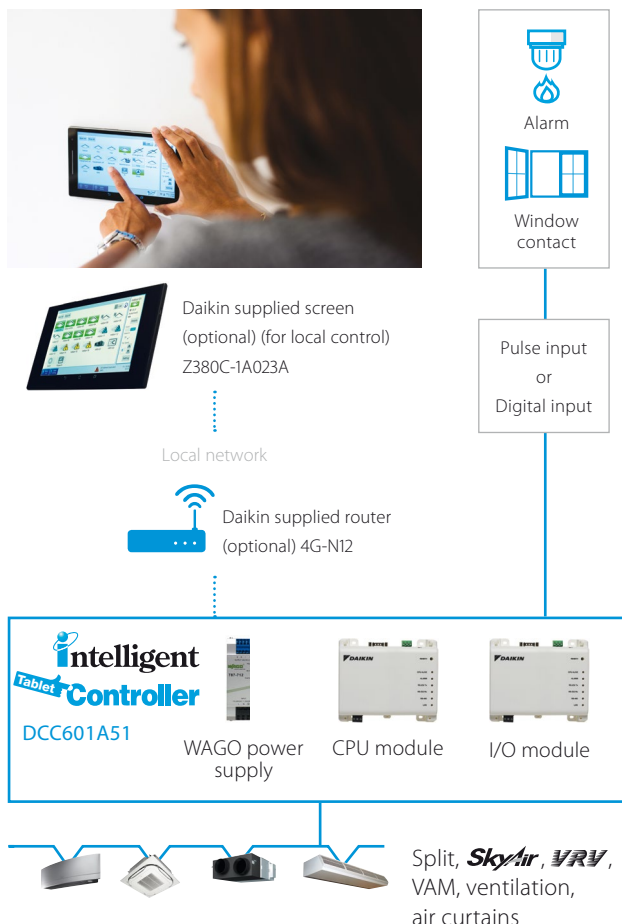 Alarm
Window
contact
Daikin supplied screen
(optional) (for local control)
Z380C-1A023A
Pulse input
or
Digital input
Local network
Daikin supplied router
(optional) 4G-N12
intelligent
Tablet Controller
DCC601A51
DAIKIN
DAIKIN
WAGO power
supply
CPU module
I/O module
Split, SkyAir, VRV,
VAM, ventilation,
air curtains